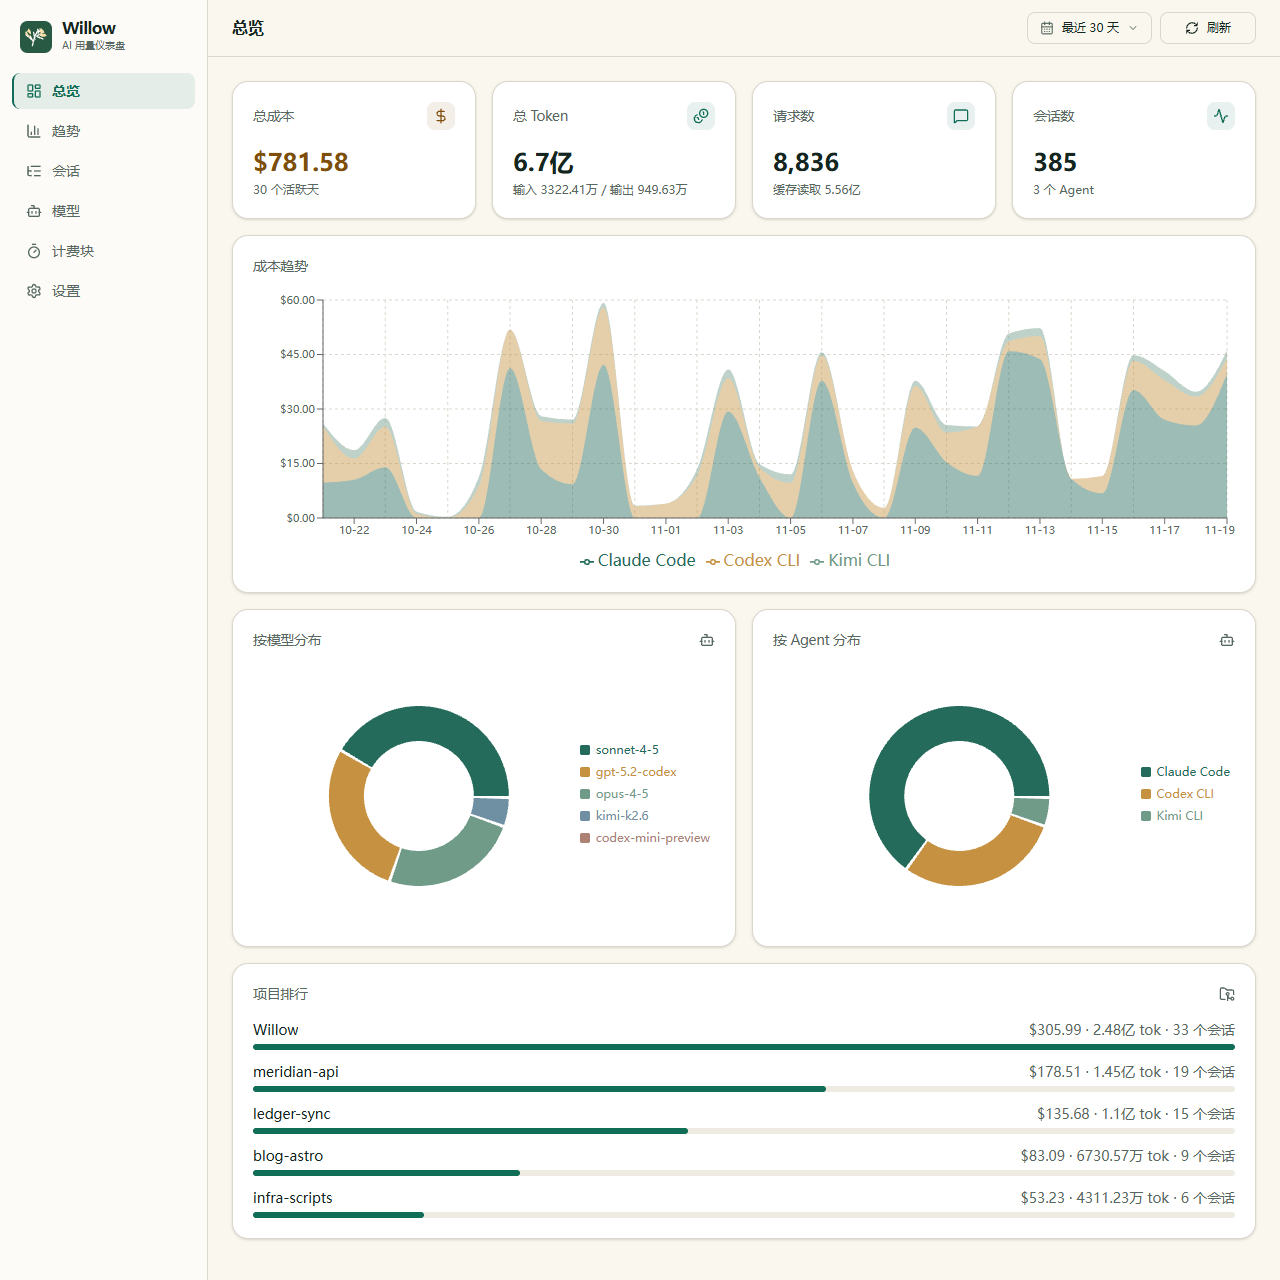 Willow
AI 用量仪表盘
总览
趋势
会话
模型
计费块
设置
总览
最近 30 天
刷新
总成本
$781.58
30 个活跃天
总 Token
6.7亿
输入 3322.41万 / 输出 949.63万
请求数
8,836
缓存读取 5.56亿
会话数
385
3 个 Agent
成本趋势
$60.00
$45.00
$30.00
$15.00
$0.00
10-22 10-24 10-26 10-28 10-30 11-01 11-03 11-05 11-07 11-09 11-11 11-13 11-15 11-17 11-19
Claude Code Codex CLI Kimi CLI
按模型分布
sonnet-4-5
gpt-5.2-codex
opus-4-5
kimi-k2.6
codex-mini-preview
按 Agent 分布
Claude Code
Codex CLI
Kimi CLI
项目排行
Willow $305.99 · 2.48亿 tok · 33 个会话
meridian-api $178.51 · 1.45亿 tok · 19 个会话
ledger-sync $135.68 · 1.1亿 tok · 15 个会话
blog-astro $83.09 · 6730.57万 tok · 9 个会话
infra-scripts $53.23 · 4311.23万 tok · 6 个会话